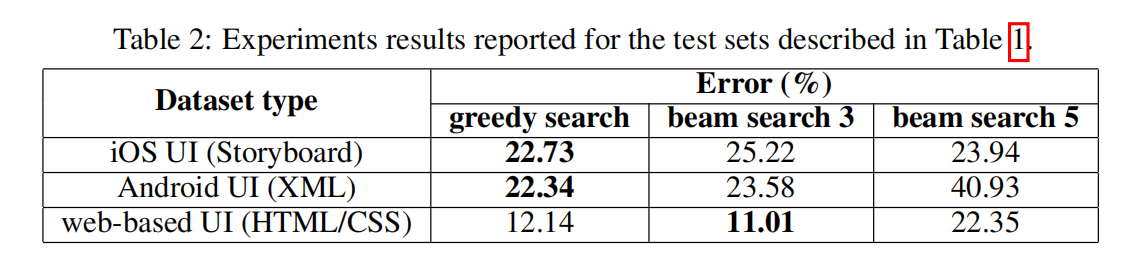 Table 2: Experiments results reported for the test sets described in Table 1.
Dataset type
Error (%)
greedy search beam search 3 beam search 5
iOS UI (Storyboard) 22.73 25.22 23.94
Android UI (XML) 22.34 23.58 40.93
web-based UI (HTML/CSS) 12.14 11.01 22.35